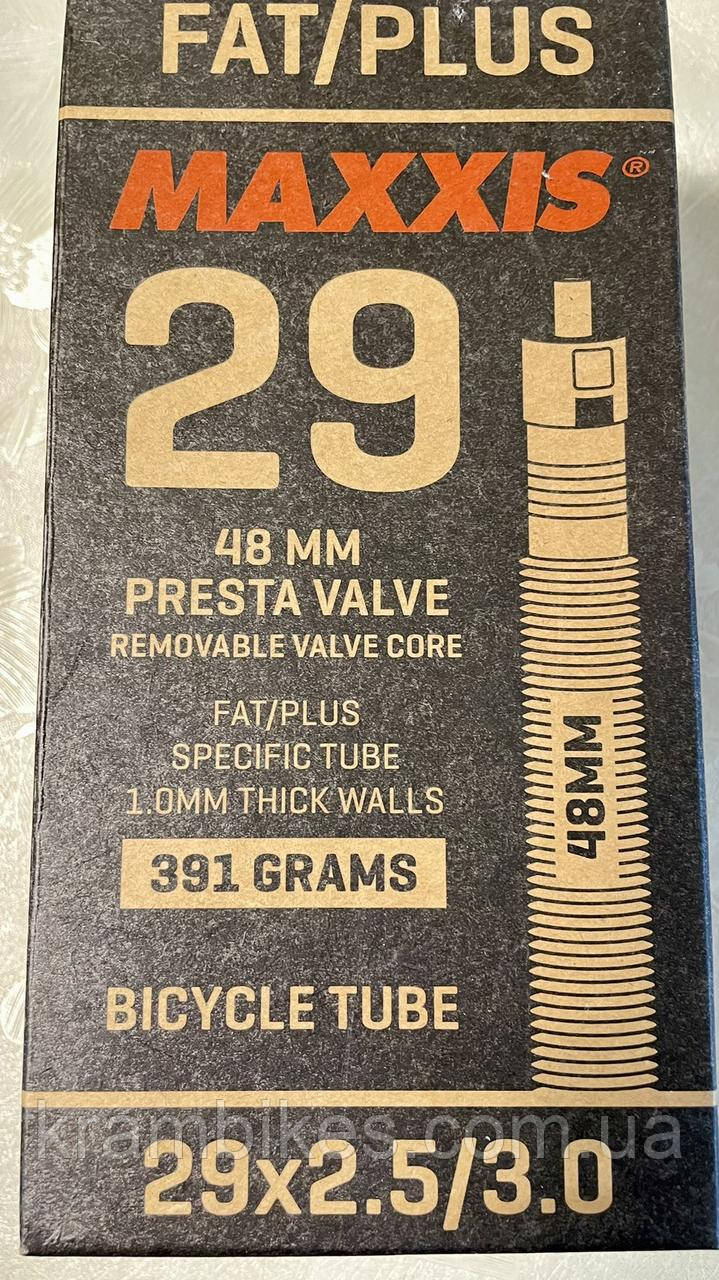 FAT/PLUS
MAXXIS®
29
48 MM
PRESTA VALVE
REMOVABLE VALVE CORE
FAT/PLUS
SPECIFIC TUBE
1.0MM THICK WALLS
391 GRAMS
BICYCLE TUBE
48MM
krambikes.com.ua
29x2.5/3.0